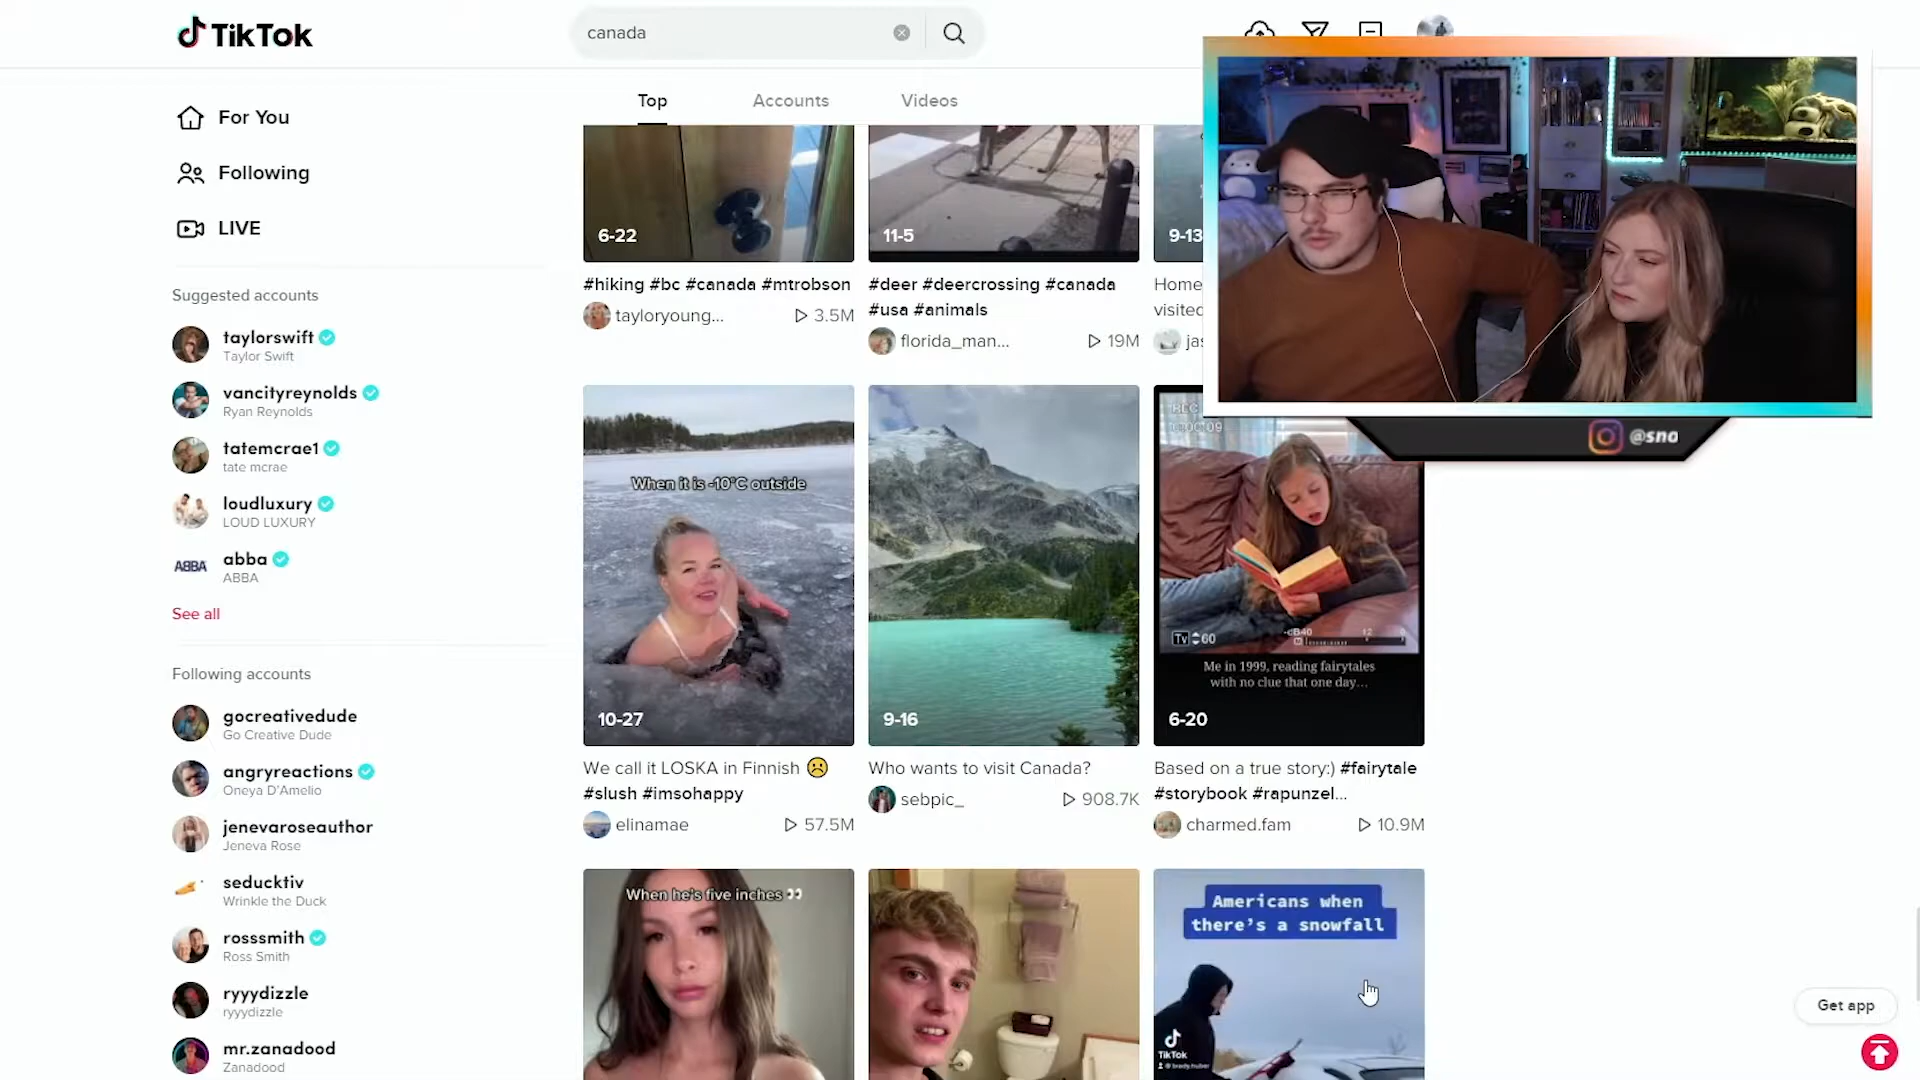 TikTok
canada
For You
Following
LIVE
Suggested accounts
taylorswift
Taylor Swift
vancityreynolds
Ryan Reynolds
tatemcrae1
tate mcrae
loudluxury
LOUD LUXURY
ABBA
abba
ABBA
See all
Following accounts
gocreativedude
Go Creative Dude
angryreactions
Oneya D'Amelio
jenevaroseauthor
Jeneva Rose
seducktiv
Wrinkle the Duck
rosssmith
Ross Smith
ryyydizzle
ryyydizzle
mr.zanadood
Zanadood
Top
Accounts
Videos
6-22
#hiking #bc #canada #mtrobson
tayloryoung...
3.5M
11-5
#deer #deercrossing #canada
#usa #animals
florida_man...
19M
9-13
Home
visited
jas
@sno
When it is -10°C outside
10-27
We call it LOSKA in Finnish ☹️
#slush #imsohappy
elinamae
57.5M
9-16
Who wants to visit Canada?
sebpic_
908.7K
Tv 60
Me in 1999, reading fairytales
with no clue that one day...
6-20
Based on a true story:) #fairytale
#storybook #rapunzel...
charmed.fam
10.9M
When he's five inches 👀
Americans when
there's a snowfall
TikTok
Get app